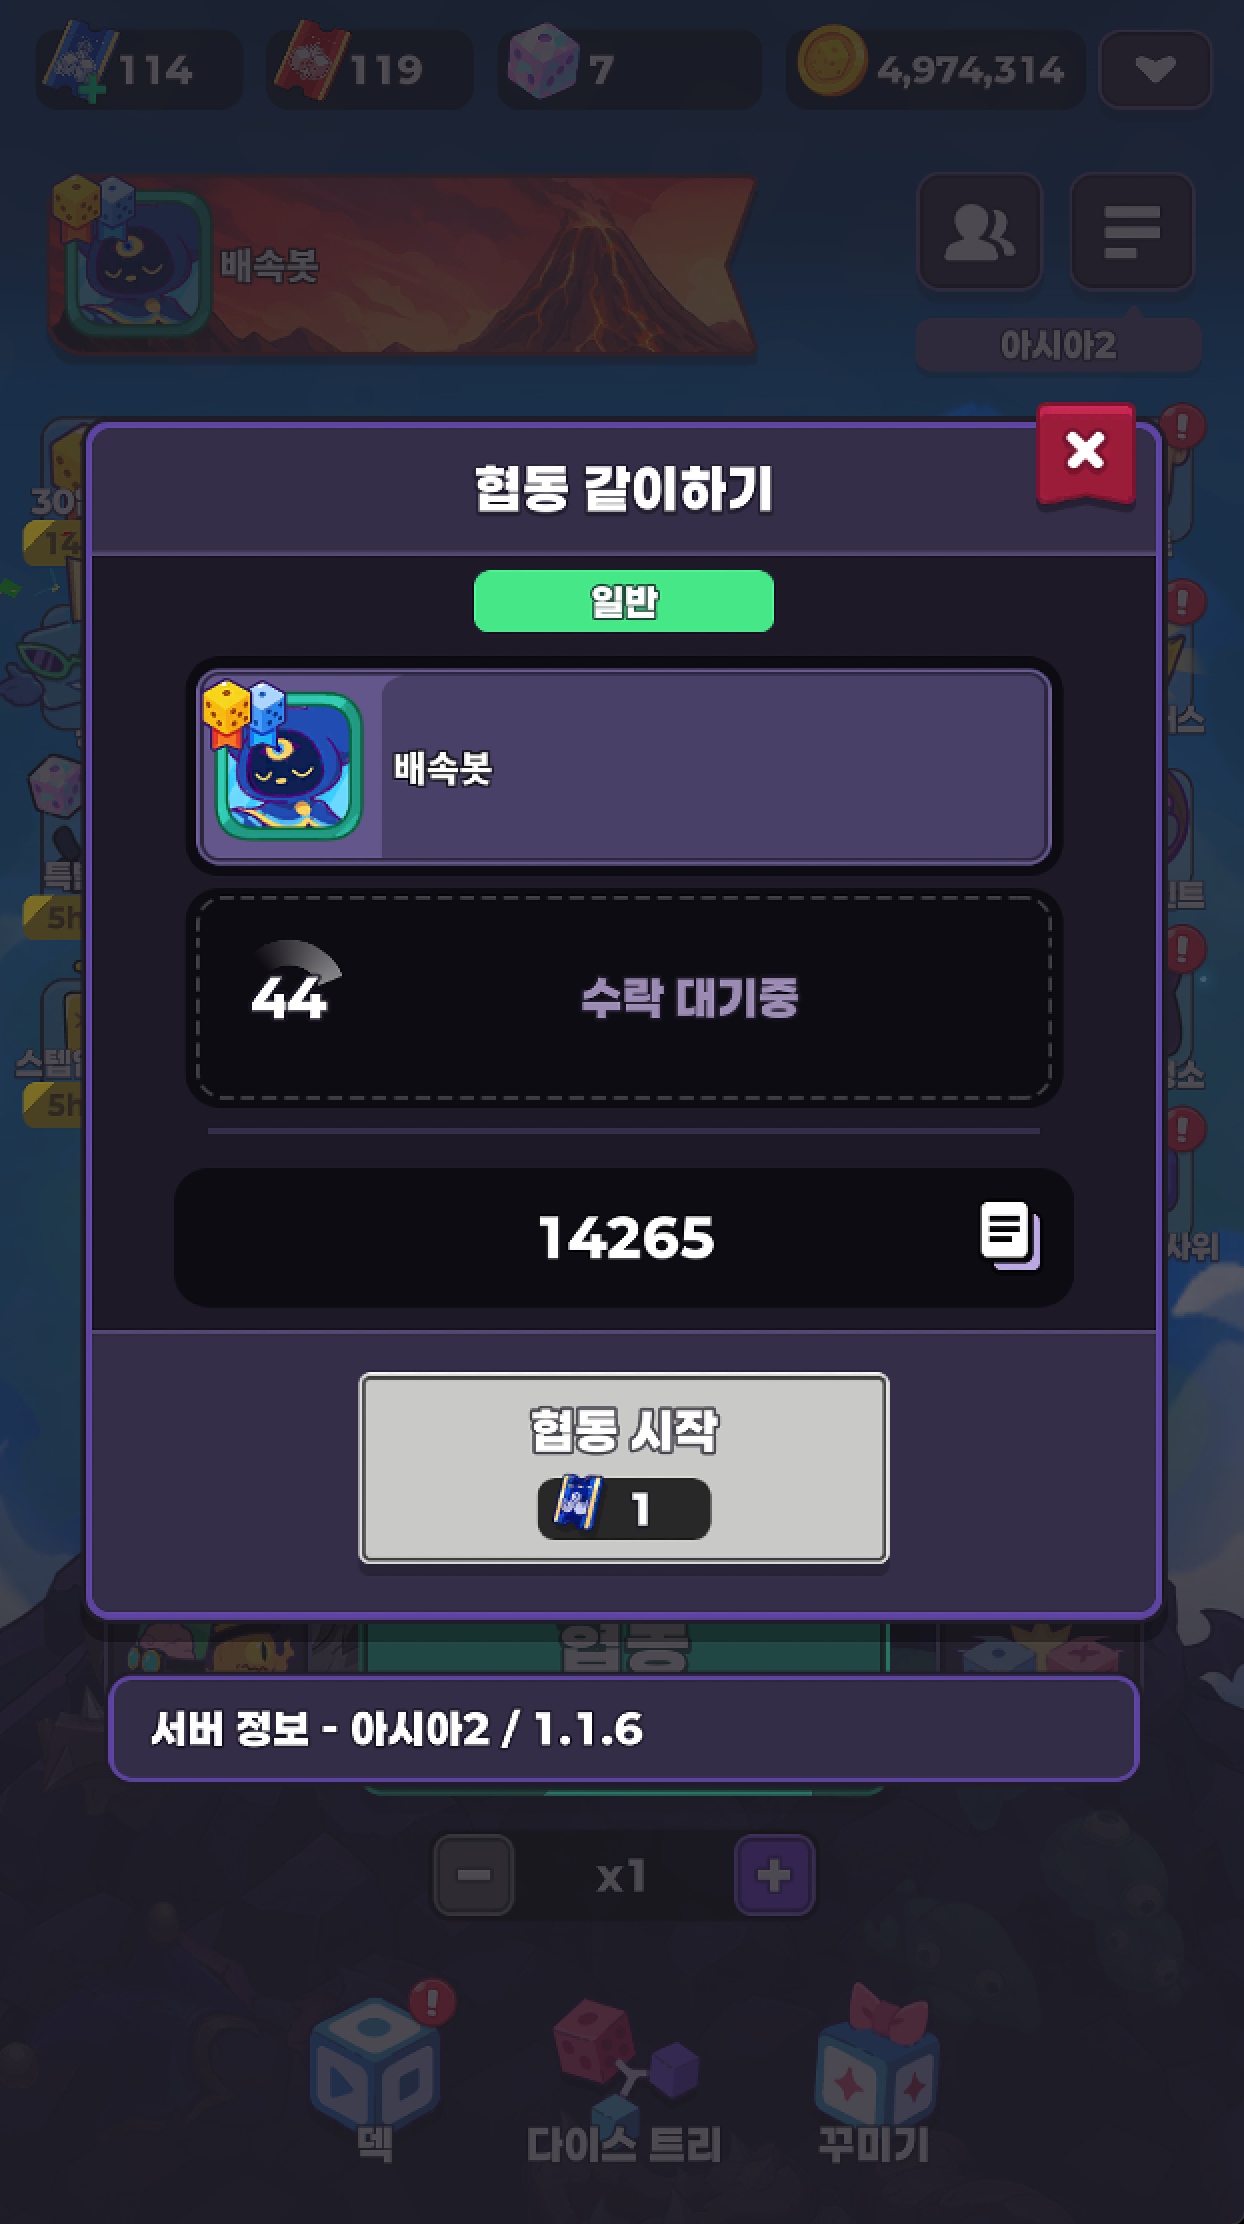 114
119
7
4,974,314
배속봇
아시아2
협동 같이하기
일반
배속봇
44
수락 대기중
14265
협동 시작
1
협동
서버 정보 - 아시아2 / 1.1.6
x1
덱
다이스 트리
꾸미기